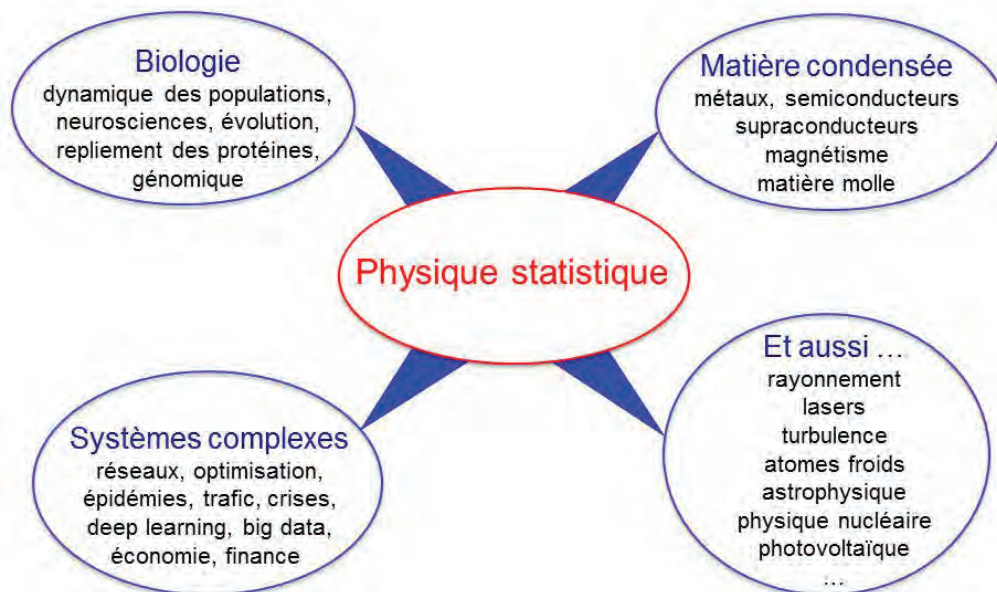 Biologie
dynamique des populations,
neurosciences, évolution,
repliement des protéines,
génomique
Matière condensée
métaux, semiconducteurs
supraconducteurs
magnétisme
matière molle
Physique statistique
Systèmes complexes
réseaux, optimisation,
épidémies, trafic, crises,
deep learning, big data,
économie, finance
Et aussi ...
rayonnement
lasers
turbulence
atomes froids
astrophysique
physique nucléaire
photovoltaïque
...